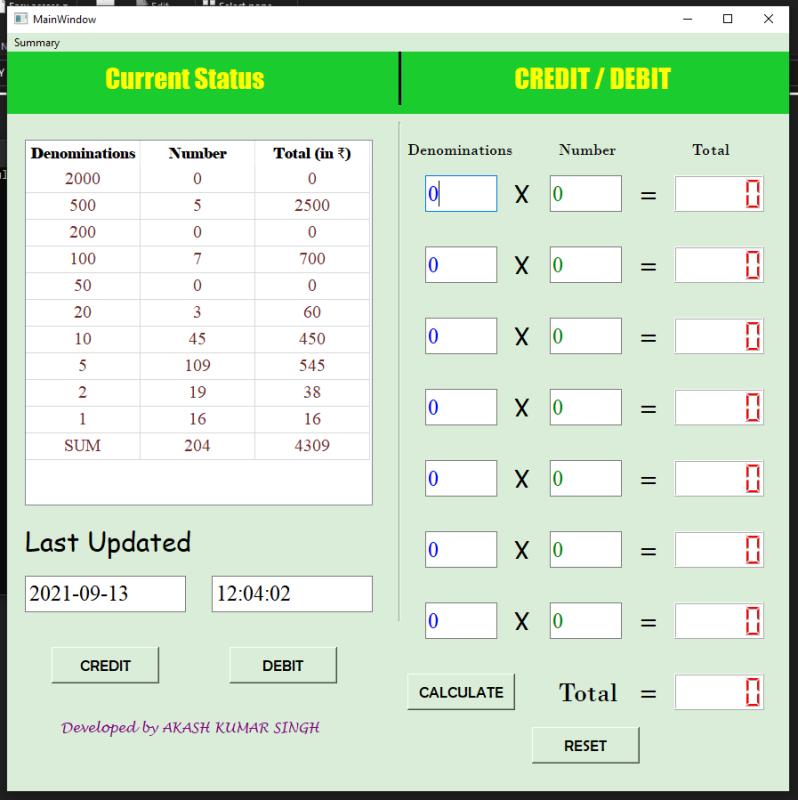 MainWindow
Summary
Current Status
CREDIT / DEBIT
Denominations Number Total (in ₹)
2000 0 0
500 5 2500
200 0 0
100 7 700
50 0 0
20 3 60
10 45 450
5 109 545
2 19 38
1 16 16
SUM 204 4309
Last Updated
2021-09-13 12:04:02
CREDIT DEBIT
Developed by AKASH KUMAR SINGH
Denominations Number Total
0 X 0 = 0
0 X 0 = 0
0 X 0 = 0
0 X 0 = 0
0 X 0 = 0
0 X 0 = 0
0 X 0 = 0
CALCULATE Total = 0
RESET